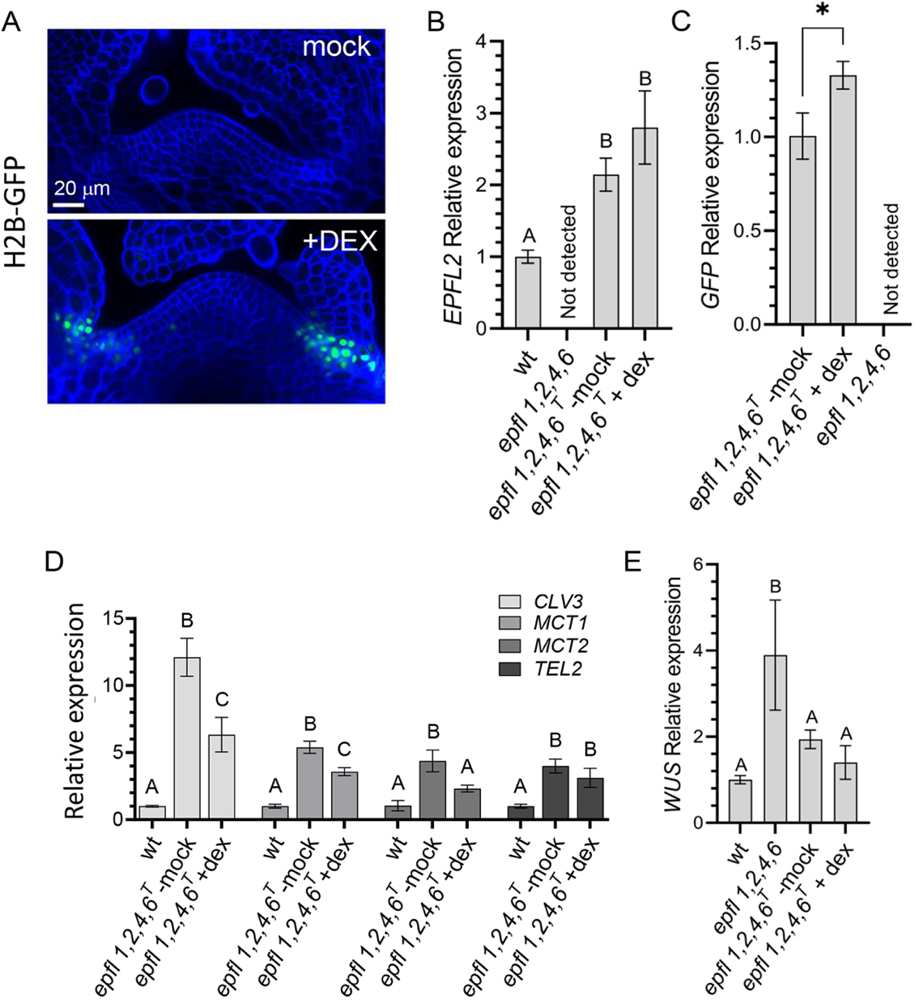 A
mock
20 µm
H2B-GFP
+DEX
B
EPFL2 Relative expression
4
3
2
1
0
A
Not detected
B
B
wt
epfl 1,2,4,6
epfl 1,2,4,6ᵀ -mock
epfl 1,2,4,6ᵀ + dex
C
*
GFP Relative expression
1.5
1.0
0.5
0.0
Not detected
epfl 1,2,4,6ᵀ -mock
epfl 1,2,4,6ᵀ + dex
epfl 1,2,4,6
D
Relative expression
15
10
5
0
CLV3
MCT1
MCT2
TEL2
A
B
C
A
B
C
A
B
A
A
B
B
wt
epfl 1,2,4,6ᵀ -mock
epfl 1,2,4,6ᵀ +dex
wt
epfl 1,2,4,6ᵀ -mock
epfl 1,2,4,6ᵀ +dex
wt
epfl 1,2,4,6ᵀ -mock
epfl 1,2,4,6ᵀ +dex
wt
epfl 1,2,4,6ᵀ -mock
epfl 1,2,4,6ᵀ +dex
E
WUS Relative expression
6
4
2
0
A
B
A
A
wt
epfl 1,2,4,6
epfl 1,2,4,6ᵀ -mock
epfl 1,2,4,6ᵀ + dex